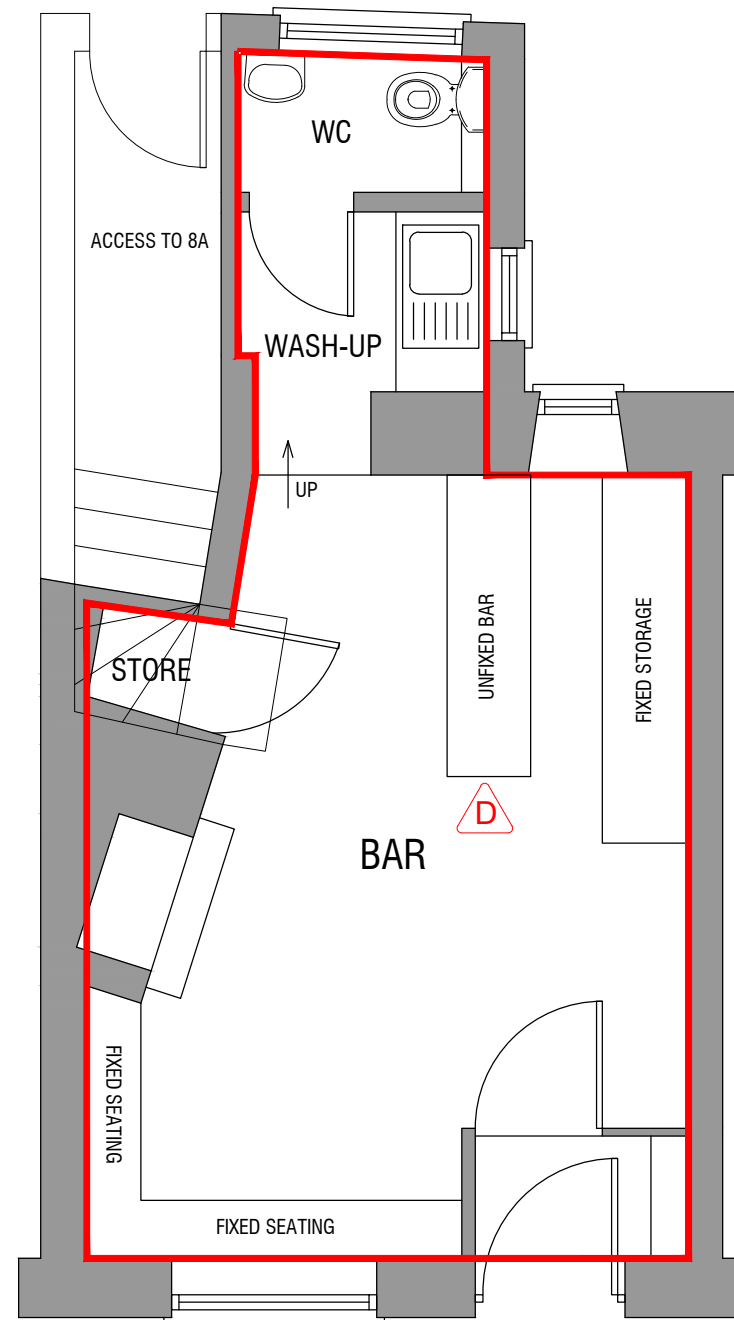 WC
ACCESS TO 8A
WASH-UP
UP
UNFIXED BAR
FIXED STORAGE
STORE
D
BAR
FIXED SEATING
FIXED SEATING